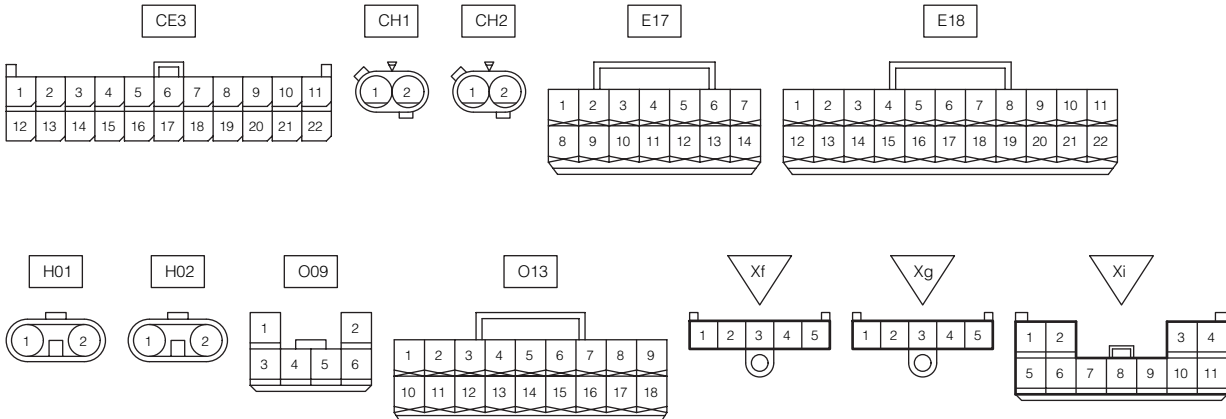 CE3 CH1 CH2 E17 E18
1 2 3 4 5 6 7 8 9 10 11
12 13 14 15 16 17 18 19 20 21 22
1 2
1 2
1 2 3 4 5 6 7
8 9 10 11 12 13 14
1 2 3 4 5 6 7 8 9 10 11
12 13 14 15 16 17 18 19 20 21 22
H01 H02 O09 O13 Xf Xg Xi
1 2
1 2
1 2
3 4 5 6
1 2 3 4 5 6 7 8 9
10 11 12 13 14 15 16 17 18
1 2 3 4 5
1 2 3 4 5
1 2 3 4
5 6 7 8 9 10 11